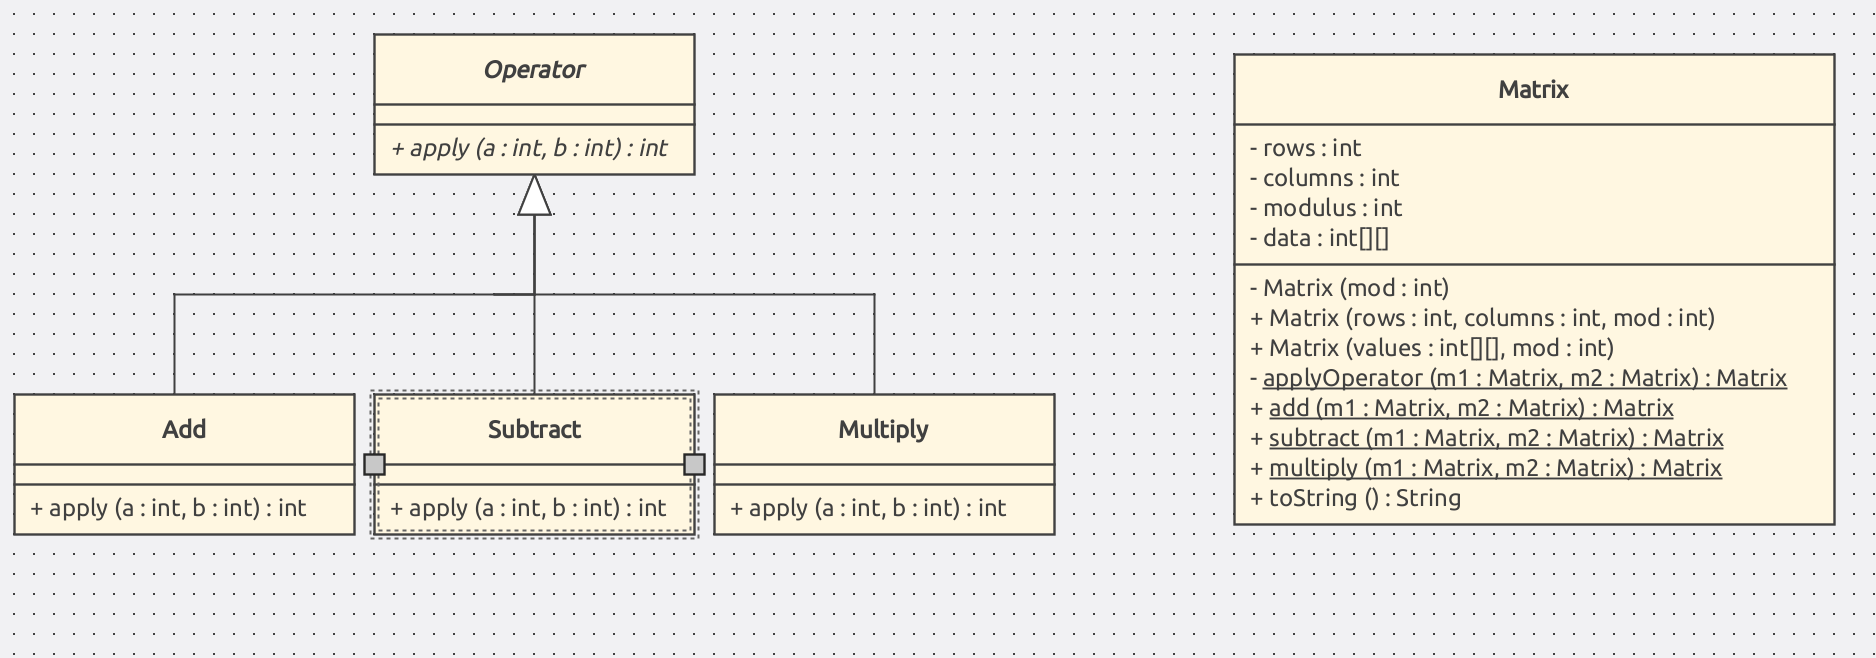 Operator
+ apply (a : int, b : int) : int
Add
+ apply (a : int, b : int) : int
Subtract
+ apply (a : int, b : int) : int
Multiply
+ apply (a : int, b : int) : int
Matrix
- rows : int
- columns : int
- modulus : int
- data : int[][]
- Matrix (mod : int)
+ Matrix (rows : int, columns : int, mod : int)
+ Matrix (values : int[][], mod : int)
- applyOperator (m1 : Matrix, m2 : Matrix) : Matrix
+ add (m1 : Matrix, m2 : Matrix) : Matrix
+ subtract (m1 : Matrix, m2 : Matrix) : Matrix
+ multiply (m1 : Matrix, m2 : Matrix) : Matrix
+ toString () : String